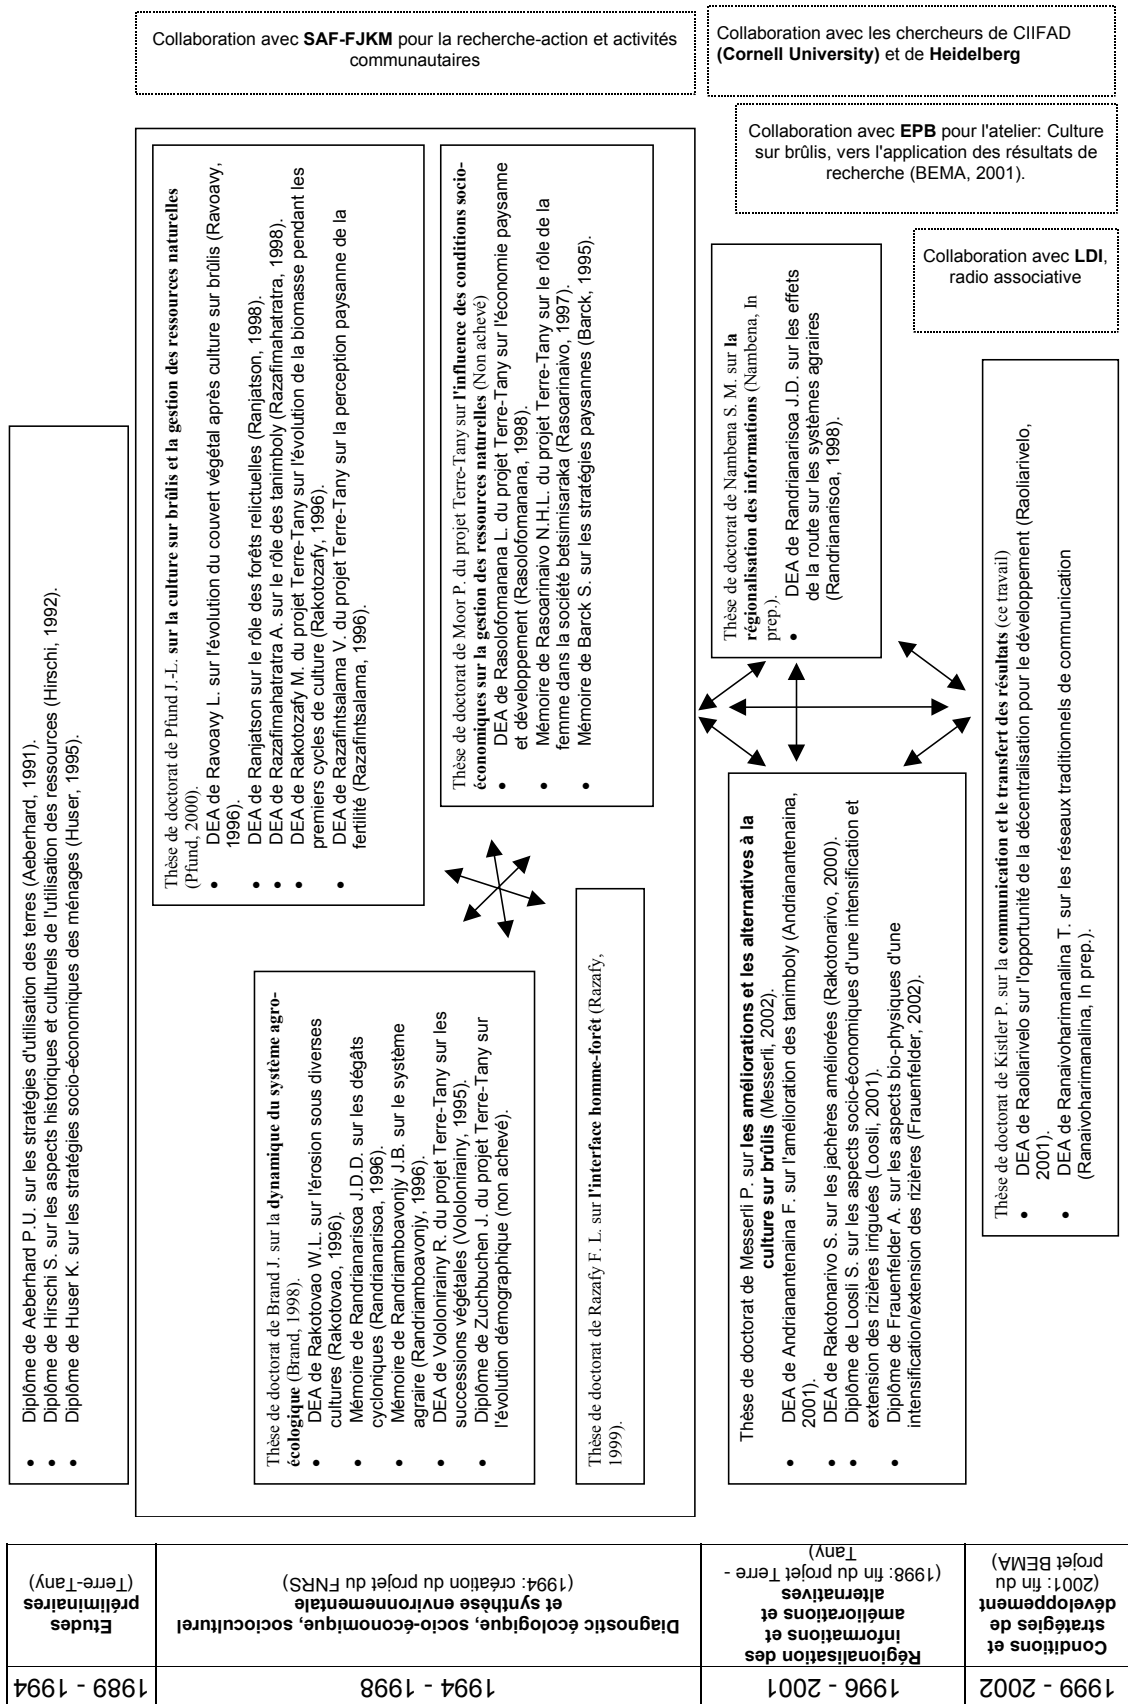 Collaboration avec SAF-FJKM pour la recherche-action et activités
communautaires
Collaboration avec les chercheurs de CIIFAD
(Cornell University) et de Heidelberg
Collaboration avec EPB pour l'atelier: Culture
sur brûlis, vers l'application des résultats de
recherche (BEMA, 2001).
Collaboration avec LDI,
radio associative
• Diplôme de Aeberhard P.U. sur les stratégies d'utilisation des terres (Aeberhard, 1991).
• Diplôme de Hirschi S. sur les aspects historiques et culturels de l'utilisation des ressources (Hirschi, 1992).
• Diplôme de Huser K. sur les stratégies socio-économiques des ménages (Huser, 1995).
Thèse de doctorat de Pfund J.-L. sur la culture sur brûlis et la gestion des ressources naturelles
(Pfund, 2000).
• DEA de Ravoavy L. sur l'évolution du couvert végétal après culture sur brûlis (Ravoavy,
1996).
• DEA de Ranjatson sur le rôle des forêts relictuelles (Ranjatson, 1998).
• DEA de Razafimahatratra A. sur le rôle des tanimboly (Razafimahatratra, 1998).
• DEA de Rakotozafy M. du projet Terre-Tany sur l'évolution de la biomasse pendant les
premiers cycles de culture (Rakotozafy, 1996).
• DEA de Razafintsalama V. du projet Terre-Tany sur la perception paysanne de la
fertilité (Razafintsalama, 1996).
Thèse de doctorat de Moor P. du projet Terre-Tany sur l'influence des conditions socio-
économiques sur la gestion des ressources naturelles (Non achevé)
• DEA de Rasolofomanana L. du projet Terre-Tany sur l'économie paysanne
et développement (Rasolofomanana, 1998).
• Mémoire de Rasoarinaivo N.H.L. du projet Terre-Tany sur le rôle de la
femme dans la société betsimisaraka (Rasoarinaivo, 1997).
• Mémoire de Barck S. sur les stratégies paysannes (Barck, 1995).
Thèse de doctorat de Brand J. sur la dynamique du système agro-
écologique (Brand, 1998).
• DEA de Rakotovao W.L. sur l'érosion sous diverses
cultures (Rakotovao, 1996).
• Mémoire de Randrianarisoa J.D.D. sur les dégâts
cycloniques (Randrianarisoa, 1996).
• Mémoire de Randriamboavonjy J.B. sur le système
agraire (Randriamboavonjy, 1996).
• DEA de Vololonirainy R. du projet Terre-Tany sur les
successions végétales (Vololonirainy, 1995).
• Diplôme de Zuchbuchen J. du projet Terre-Tany sur
l'évolution démographique (non achevé).
Thèse de doctorat de Razafy F. L. sur l'interface homme-forêt (Razafy,
1999).
Thèse de doctorat de Nambena S. M. sur la
régionalisation des informations (Nambena, In
prep.).
• DEA de Randrianarisoa J.D. sur les effets
de la route sur les systèmes agraires
(Randrianarisoa, 1998).
Thèse de doctorat de Messerli P. sur les améliorations et les alternatives à la
culture sur brûlis (Messerli, 2002).
• DEA de Andrianantenaina F. sur l'amélioration des tanimboly (Andrianantenaina,
2001).
• DEA de Rakotonarivo S. sur les jachères améliorées (Rakotonarivo, 2000).
• Diplôme de Loosli S. sur les aspects socio-économiques d'une intensification et
extension des rizières irriguées (Loosli, 2001).
• Diplôme de Frauenfelder A. sur les aspects bio-physiques d'une
intensification/extension des rizières (Frauenfelder, 2002).
Thèse de doctorat de Kistler P. sur la communication et le transfert des résultats (ce travail)
• DEA de Raoliarivelo sur l'opportunité de la décentralisation pour le développement (Raoliarivelo,
2001).
• DEA de Ranaivoharimanalina T. sur les réseaux traditionnels de communication
(Ranaivoharimanalina, In prep.).
1989 - 1994
Etudes
préliminaires
(Terre-Tany)
1994 - 1998
Diagnostic écologique, socio-économique, socioculturel
et synthèse environnementale
(1994: création du projet du FNRS)
1996 - 2001
Régionalisation des
informations et
améliorations et
alternatives
(1998: fin du projet Terre -
Tany)
1999 - 2002
Conditions et
stratégies de
développement
(2001: fin du
projet BEMA)